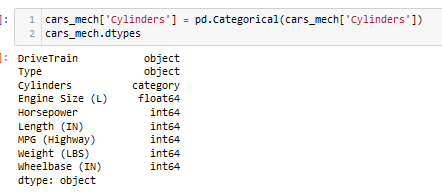 ]: 1 cars_mech['Cylinders'] = pd.Categorical(cars_mech['Cylinders'])
2 cars_mech.dtypes
]: DriveTrain object
Type object
Cylinders category
Engine Size (L) float64
Horsepower int64
Length (IN) int64
MPG (Highway) int64
Weight (LBS) int64
Wheelbase (IN) int64
dtype: object